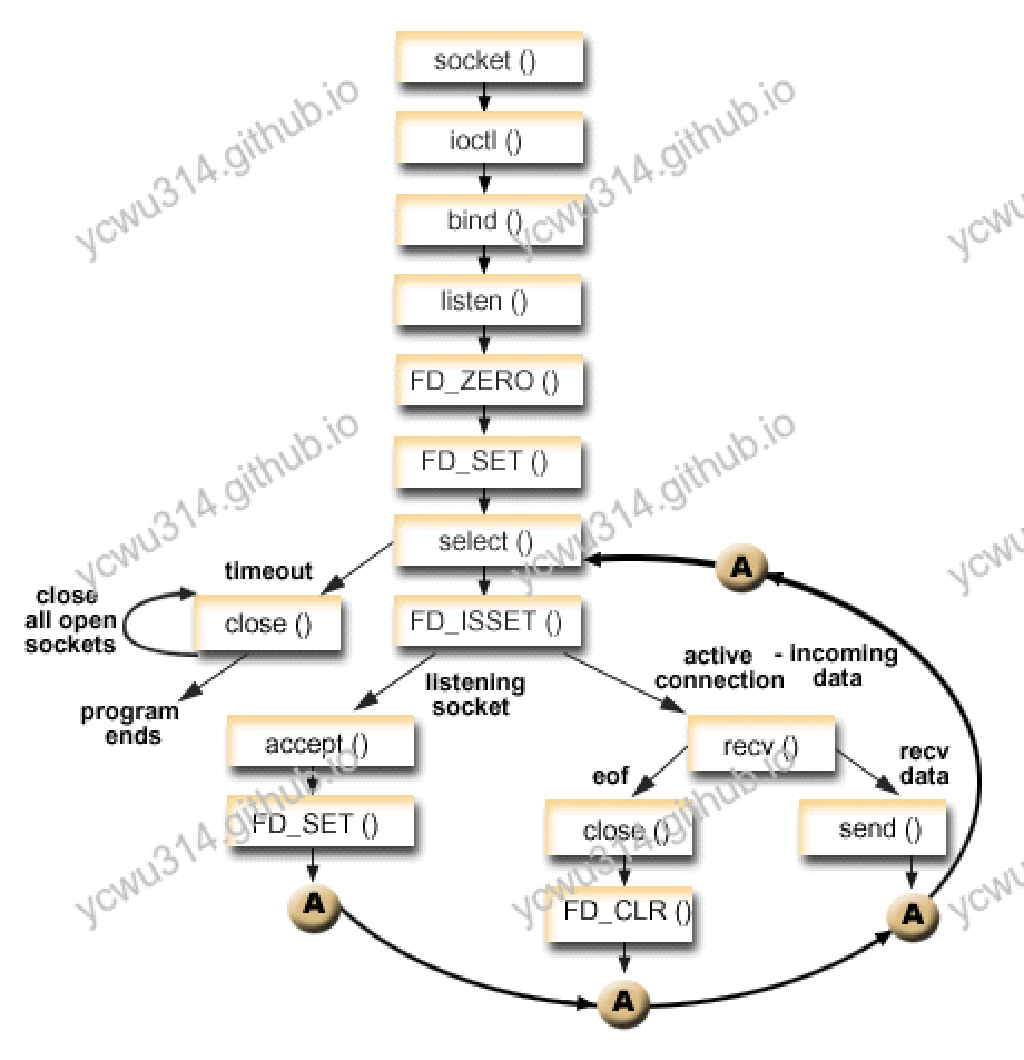 socket ()
ioctl ()
bind ()
listen ()
FD_ZERO ()
FD_SET ()
select ()
A
timeout
close
all open
sockets
close ()
FD_ISSET ()
program
ends
listening
socket
active
connection
- incoming
data
accept ()
recv ()
eof
recv
data
FD_SET ()
close ()
send ()
A
FD_CLR ()
A
A
ycwu314.github.io
ycwu314.github.io
ycwu
ycwu314.github.io
ycwu314.github.io
ycwu
ycwu314.github.io
ycwu314.github.io
ycwu